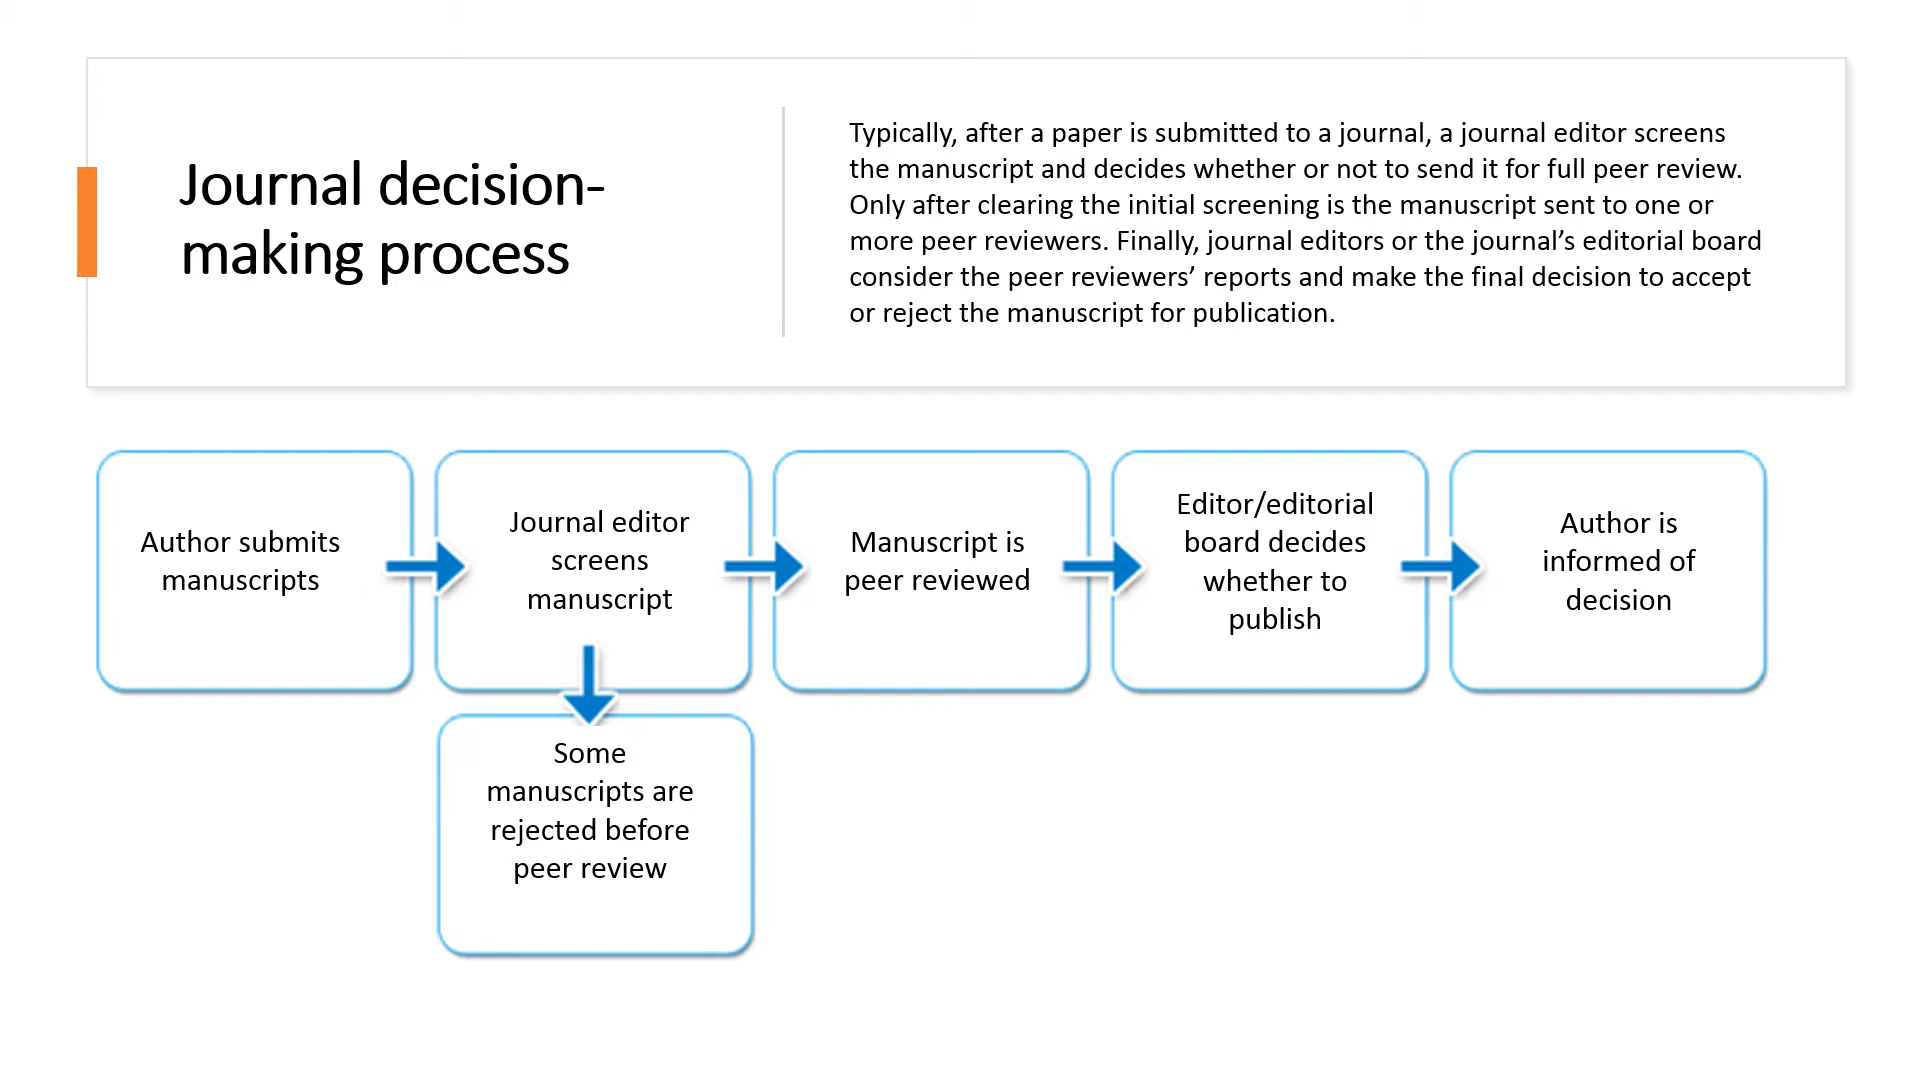 Journal decision-
making process
Typically, after a paper is submitted to a journal, a journal editor screens
the manuscript and decides whether or not to send it for full peer review.
Only after clearing the initial screening is the manuscript sent to one or
more peer reviewers. Finally, journal editors or the journal’s editorial board
consider the peer reviewers’ reports and make the final decision to accept
or reject the manuscript for publication.
Author submits
manuscripts
Journal editor
screens
manuscript
Manuscript is
peer reviewed
Editor/editorial
board decides
whether to
publish
Author is
informed of
decision
Some
manuscripts are
rejected before
peer review